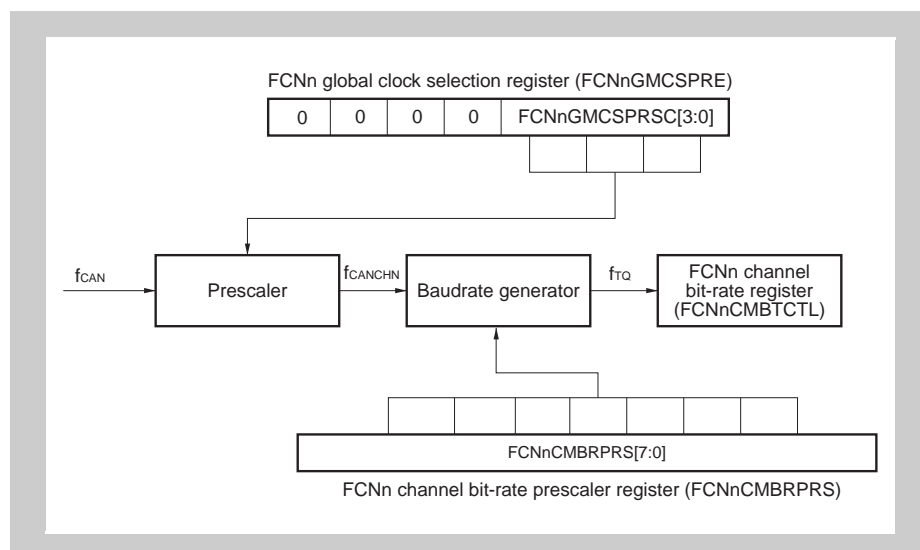 FCNn global clock selection register (FCNnGMCSPRE)
0 0 0 0 FCNnGMCSPRSC[3:0]
fCAN
Prescaler
fCANCHN
Baudrate generator
fTQ
FCNn channel
bit-rate register
(FCNnCMBTCTL)
FCNnCMBRPRS[7:0]
FCNn channel bit-rate prescaler register (FCNnCMBRPRS)